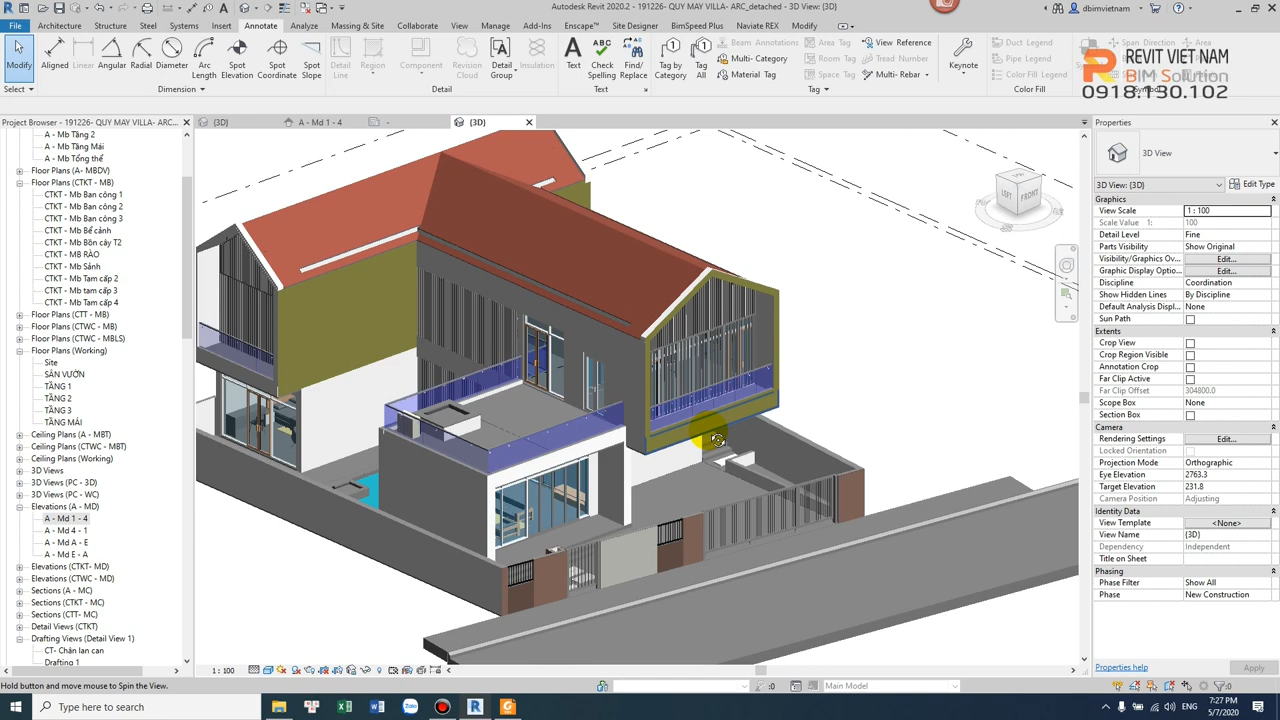 Autodesk Revit 2020.2 - 191226- QUY MAY VILLA- ARC_detached - 3D View: {3D}
dbimvietnam
File
Architecture
Structure
Steel
Systems
Insert
Annotate
Analyze
Massing & Site
Collaborate
View
Manage
Add-Ins
Enscape™
Site Designer
BimSpeed Plus
Naviate REX
Modify
Modify
Aligned
Linear
Angular
Radial
Diameter
Arc Length
Spot Elevation
Spot Coordinate
Spot Slope
Detail Line
Region
Component
Revision Cloud
Detail Group
Insulation
Text
Check Spelling
Find/ Replace
Tag by Category
Tag All
Beam Annotations
Multi- Category
Material Tag
Area Tag
Room Tag
Space Tag
View Reference
Tread Number
Multi- Rebar
Keynote
Duct Legend
Pipe Legend
Color Fill Legend
Span Direction
Area
REVIT VIET NAM
BIM Solution
0918.130.102
Select
Dimension
Detail
Text
Tag
Color Fill
Project Browser - 191226- QUY MAY VILLA- ARC...
{3D}
A - Md 1 - 4
{3D}
A - Mb Tầng 2
A - Mb Tầng Mái
A - Mb Tổng thể
Floor Plans (A- MBDV)
Floor Plans (CTKT - MB)
CTKT - Mb Ban công 1
CTKT - Mb Ban công 2
CTKT - Mb Ban công 3
CTKT - Mb Bể cảnh
CTKT - Mb Bồn cây T2
CTKT - MB RÀO
CTKT - Mb Sảnh
CTKT - Mb Tam cấp 2
CTKT - Mb tam cấp 3
CTKT - Mb Tam cấp 4
Floor Plans (CTT - MB)
Floor Plans (CTWC - MB)
Floor Plans (CTWC - MBLS)
Floor Plans (Working)
Site
SÂN VƯỜN
TẦNG 1
TẦNG 2
TẦNG 3
TẦNG MÁI
Ceiling Plans (A - MBT)
Ceiling Plans (CTKT - MBT)
Ceiling Plans (Working)
3D Views
3D Views (PC - 3D)
3D Views (PC - WC)
Elevations (A - MD)
A - Md 1 - 4
A - Md 4 - 1
A - Md A - E
A - Md E - A
Elevations (CTKT- MD)
Elevations (CTWC - MD)
Sections (A - MC)
Sections (CTKT - MC)
Sections (CTT - MC)
Detail Views (CTKT)
Drafting Views (Detail View 1)
CT- Chân lan can
Drafting 1
LEFT
FRONT
Properties
3D View
3D View: {3D}
Edit Type
Graphics
View Scale 1 : 100
Scale Value 1: 100
Detail Level Fine
Parts Visibility Show Original
Visibility/Graphics Ov... Edit...
Graphic Display Optio... Edit...
Discipline Coordination
Show Hidden Lines By Discipline
Default Analysis Displ... None
Sun Path
Extents
Crop View
Crop Region Visible
Annotation Crop
Far Clip Active
Far Clip Offset 304800.0
Scope Box None
Section Box
Camera
Rendering Settings Edit...
Locked Orientation
Projection Mode Orthographic
Eye Elevation 2763.3
Target Elevation 231.8
Camera Position Adjusting
Identity Data
View Template <None>
View Name {3D}
Dependency Independent
Title on Sheet
Phasing
Phase Filter Show All
Phase New Construction
Properties help
Apply
1 : 100
Hold button and move mouse to Spin the View.
:0
Main Model
:0
Type here to search
Zalo
ENG
7:27 PM
5/7/2020